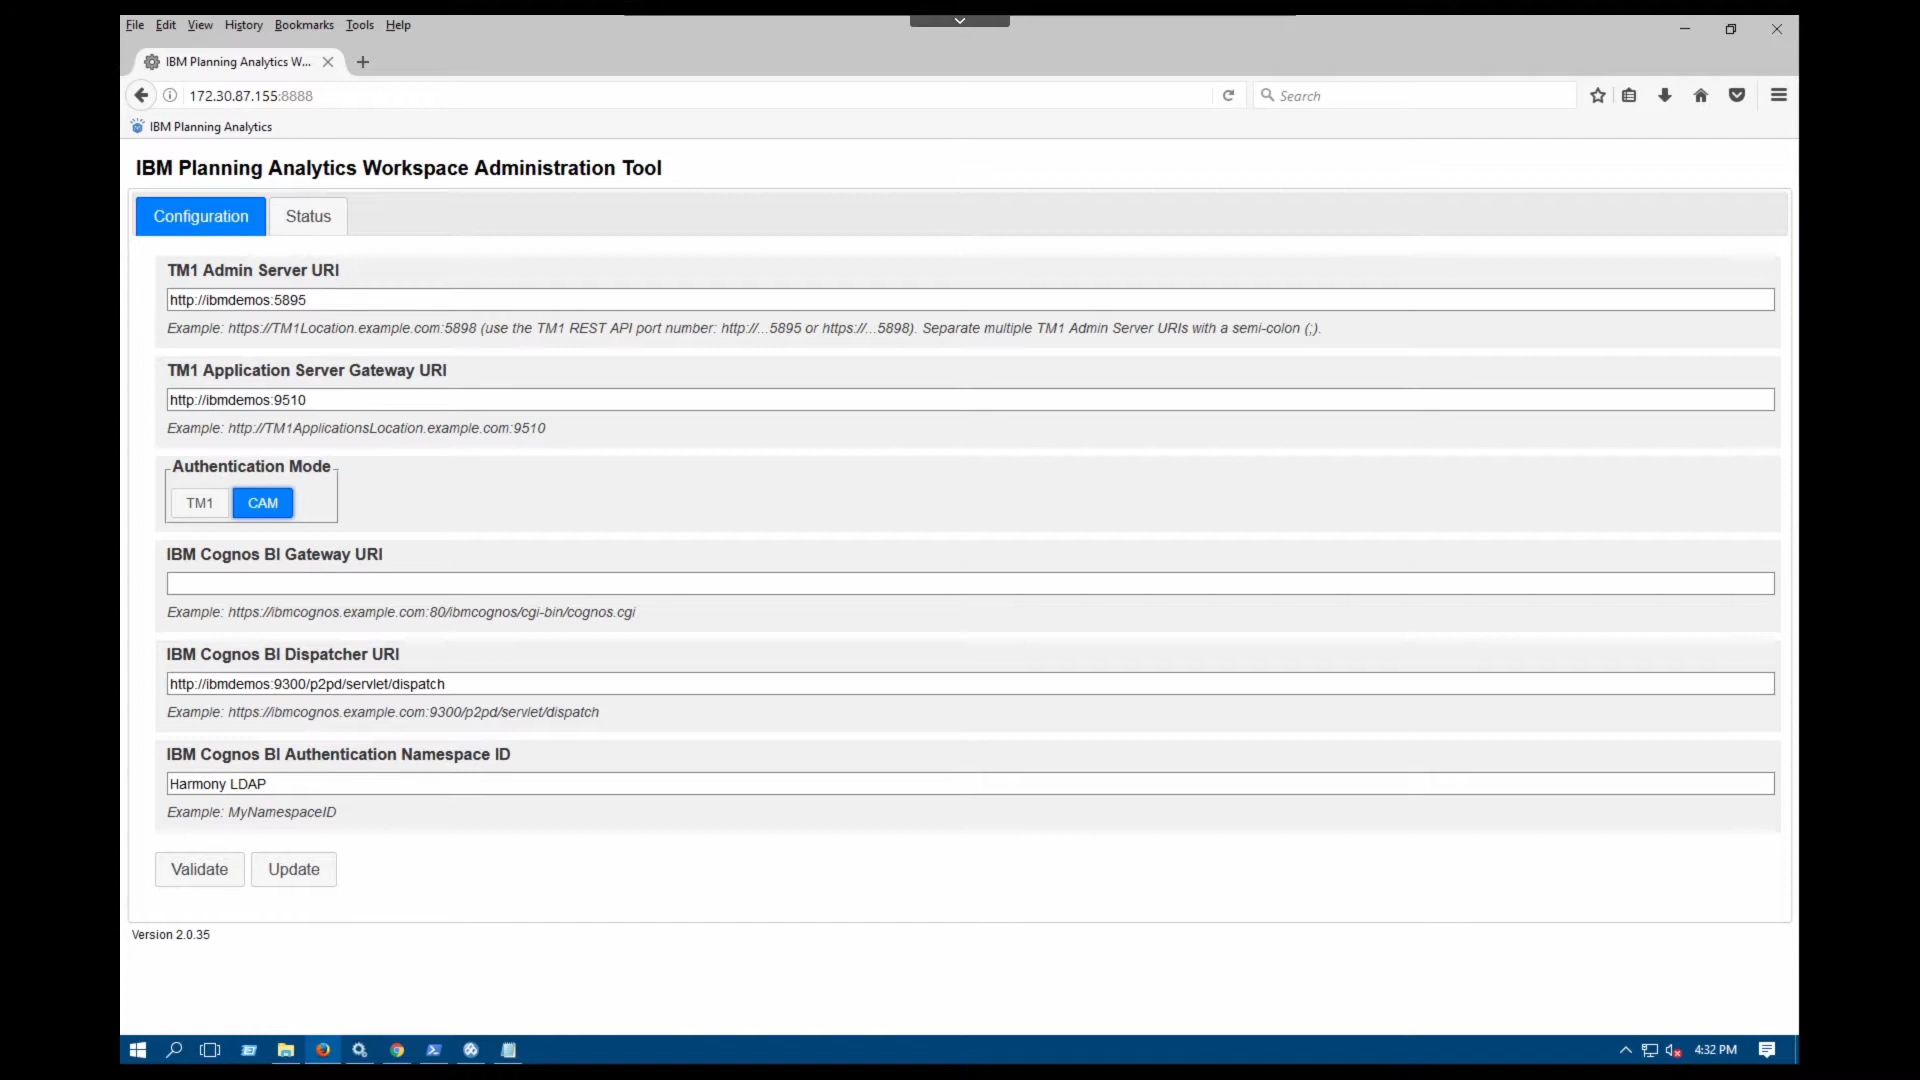 File Edit View History Bookmarks Tools Help
IBM Planning Analytics W...
172.30.87.155:8888
Search
IBM Planning Analytics
IBM Planning Analytics Workspace Administration Tool
Configuration Status
TM1 Admin Server URI
http://ibmdemos:5895
Example: https://TM1Location.example.com:5898 (use the TM1 REST API port number: http://...5895 or https://...5898). Separate multiple TM1 Admin Server URIs with a semi-colon (;).
TM1 Application Server Gateway URI
http://ibmdemos:9510
Example: http://TM1ApplicationsLocation.example.com:9510
Authentication Mode
TM1 CAM
IBM Cognos BI Gateway URI
Example: https://ibmcognos.example.com:80/ibmcognos/cgi-bin/cognos.cgi
IBM Cognos BI Dispatcher URI
http://ibmdemos:9300/p2pd/servlet/dispatch
Example: https://ibmcognos.example.com:9300/p2pd/servlet/dispatch
IBM Cognos BI Authentication Namespace ID
Harmony LDAP
Example: MyNamespaceID
Validate Update
Version 2.0.35
4:32 PM